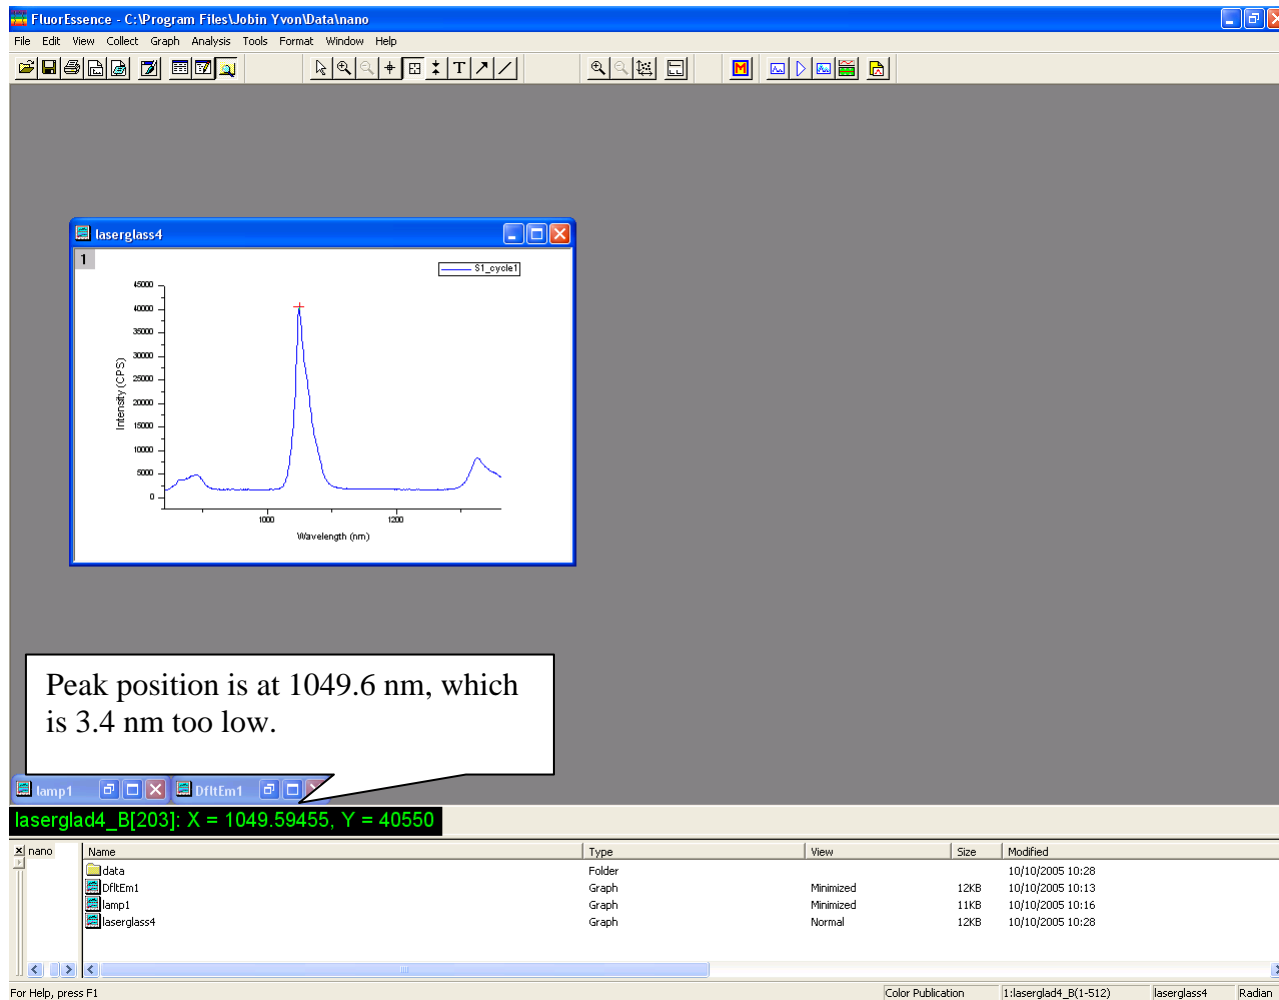 FluorEssence - C:\Program Files\Jobin Yvon\Data\nano
File Edit View Collect Graph Analysis Tools Format Window Help
T M
laserglass4
1
S1_cycle1
45000
40000
35000
30000
25000
20000
15000
10000
5000
0
Intensity (CPS)
1000 1200
Wavelength (nm)
Peak position is at 1049.6 nm, which
is 3.4 nm too low.
lamp1 DfltEm1
laserglad4_B[203]: X = 1049.59455, Y = 40550
nano Name Type View Size Modified
data Folder 10/10/2005 10:28
DfltEm1 Graph Minimized 12KB 10/10/2005 10:13
lamp1 Graph Minimized 11KB 10/10/2005 10:16
laserglass4 Graph Normal 12KB 10/10/2005 10:28
For Help, press F1 Color Publication 1:laserglad4_B(1-512) laserglass4 Radian